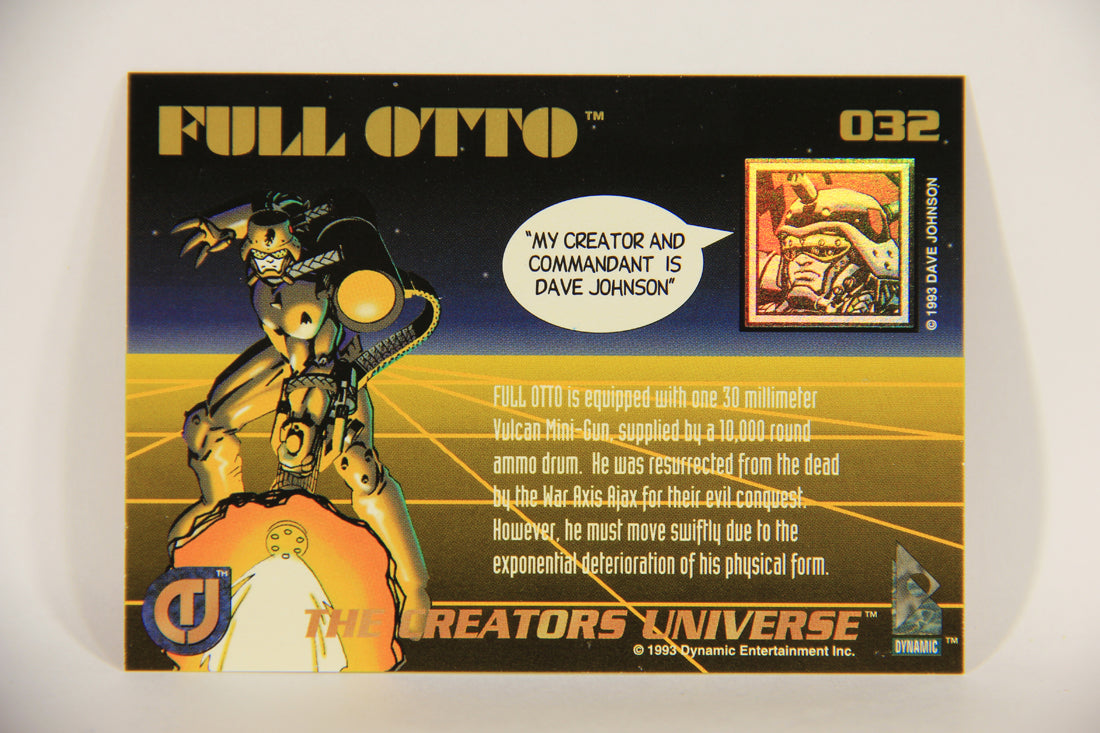 FULL OTTO™
032
"MY CREATOR AND
COMMANDANT IS
DAVE JOHNSON"
© 1993 DAVE JOHNSON
FULL OTTO is equipped with one 30 millimeter
Vulcan Mini-Gun, supplied by a 10,000 round
ammo drum. He was resurrected from the dead
by the War Axis Ajax for their evil conquest.
However, he must move swiftly due to the
exponential deterioration of his physical form.
TM
THE CREATORS UNIVERSE™
© 1993 Dynamic Entertainment Inc.
DYNAMIC™